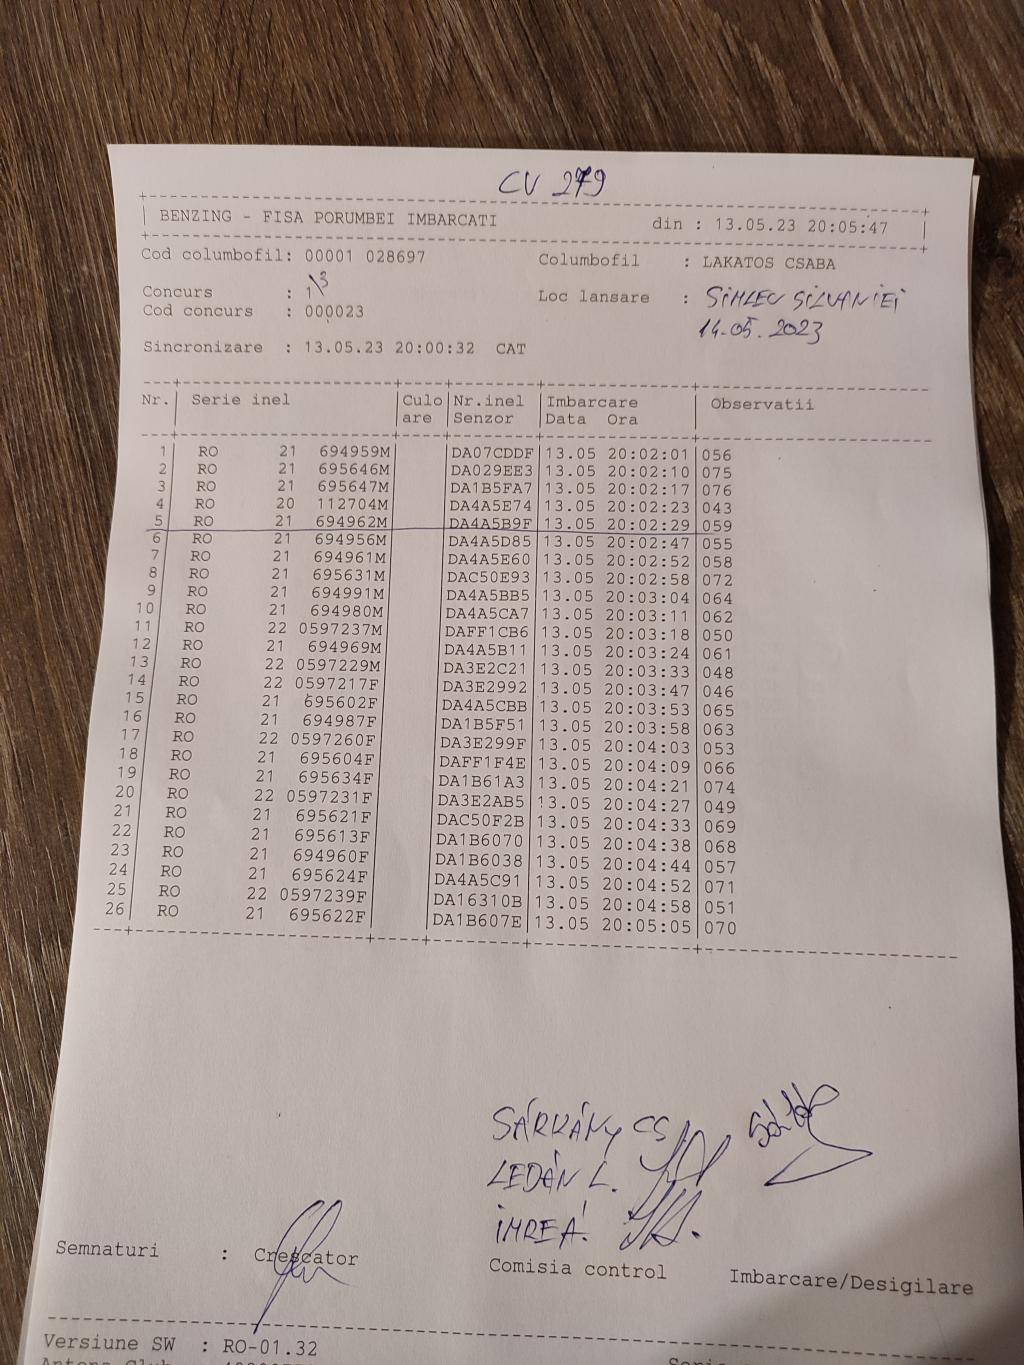 CV 279
BENZING - FISA PORUMBEI IMBARCATI din : 13.05.23 20:05:47
Cod columbofil: 00001 028697 Columbofil : LAKATOS CSABA
Concurs : 1 3 Loc lansare : SIMLEU SILVANIEI
Cod concurs : 000023 14.05.2023
Sincronizare : 13.05.23 20:00:32 CAT
Nr. Serie inel Culo Nr.inel Imbarcare Observatii
are Senzor Data Ora
1 RO 21 694959M DA07CDDF 13.05 20:02:01 056
2 RO 21 695646M DA029EE3 13.05 20:02:10 075
3 RO 21 695647M DA1B5FA7 13.05 20:02:17 076
4 RO 20 112704M DA4A5E74 13.05 20:02:23 043
5 RO 21 694962M DA4A5B9F 13.05 20:02:29 059
6 RO 21 694956M DA4A5D85 13.05 20:02:47 055
7 RO 21 694961M DA4A5E60 13.05 20:02:52 058
8 RO 21 695631M DAC50E93 13.05 20:02:58 072
9 RO 21 694991M DA4A5BB5 13.05 20:03:04 064
10 RO 21 694980M DA4A5CA7 13.05 20:03:11 062
11 RO 22 0597237M DAFF1CB6 13.05 20:03:18 050
12 RO 21 694969M DA4A5B11 13.05 20:03:24 061
13 RO 22 0597229M DA3E2C21 13.05 20:03:33 048
14 RO 22 0597217F DA3E2992 13.05 20:03:47 046
15 RO 21 695602F DA4A5CBB 13.05 20:03:53 065
16 RO 21 694987F DA1B5F51 13.05 20:03:58 063
17 RO 22 0597260F DA3E299F 13.05 20:04:03 053
18 RO 21 695604F DAFF1F4E 13.05 20:04:09 066
19 RO 21 695634F DA1B61A3 13.05 20:04:21 074
20 RO 22 0597231F DA3E2AB5 13.05 20:04:27 049
21 RO 21 695621F DAC50F2B 13.05 20:04:33 069
22 RO 21 695613F DA1B6070 13.05 20:04:38 068
23 RO 21 694960F DA1B6038 13.05 20:04:44 057
24 RO 21 695624F DA4A5C91 13.05 20:04:52 071
25 RO 22 0597239F DA16310B 13.05 20:04:58 051
26 RO 21 695622F DA1B607E 13.05 20:05:05 070
SÁRKÁNY CS
LEDÁN L.
IMRE Á.
Semnaturi : Crescator Comisia control Imbarcare/Desigilare
Versiune SW : RO-01.32